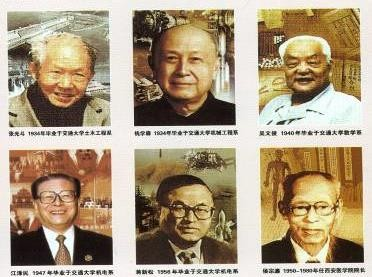 张光斗 1934年毕业于交通大学土木工程系
钱学森 1934年毕业于交通大学机械工程系
吴文俊 1940年毕业于交通大学数学系
江泽民 1947年毕业于交通大学机电系
蒋新松 1956年毕业于交通大学机电系
侯宗濂 1950-1980年任西安医学院院长